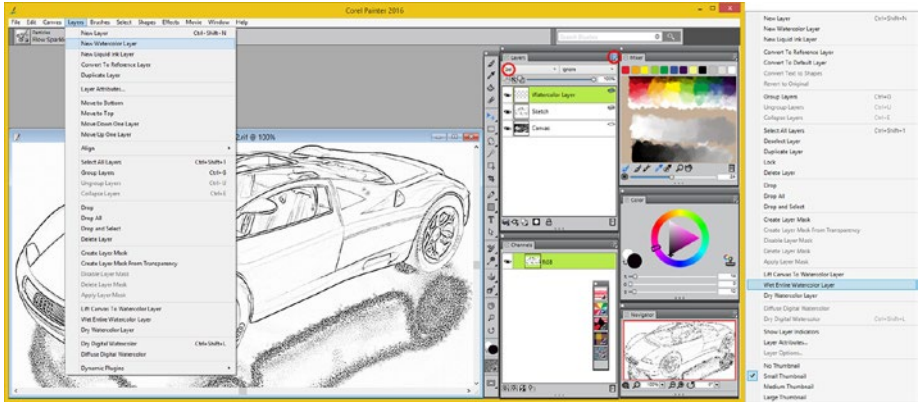 Corel Painter 2016
File Edit Canvas Layers Brushes Select Shapes Effects Movie Window Help
New Layer Ctrl+Shift+N
New Watercolor Layer
New Liquid Ink Layer
Convert To Reference Layer
Duplicate Layer
Layer Attributes...
Move to Bottom
Move to Top
Move Down One Layer
Move Up One Layer
Align
Select All Layers Ctrl+Shift+1
Group Layers Ctrl+G
Ungroup Layers Ctrl+U
Collapse Layers Ctrl+E
Drop
Drop All
Drop and Select
Delete Layer
Create Layer Mask
Create Layer Mask From Transparency
Disable Layer Mask
Delete Layer Mask
Apply Layer Mask
Lift Canvas To Watercolor Layer
Wet Entire Watercolor Layer
Dry Watercolor Layer
Dry Digital Watercolor Ctrl+Shift+L
Diffuse Digital Watercolor
Dynamic Plugins
2.rif @ 100%
Search Brushes
Layers
Ignore
100%
Watercolor Layer
Sketch
Canvas
Channels
RGB
Mixer
Color
Navigator
100%
0°
New Layer Ctrl+Shift+N
New Watercolor Layer
New Liquid Ink Layer
Convert To Reference Layer
Convert To Default Layer
Convert Text to Shapes
Revert to Original
Group Layers Ctrl+G
Ungroup Layers Ctrl+U
Collapse Layers Ctrl+E
Select All Layers Ctrl+Shift+1
Deselect Layer
Duplicate Layer
Lock
Delete Layer
Drop
Drop All
Drop and Select
Create Layer Mask
Create Layer Mask From Transparency
Disable Layer Mask
Delete Layer Mask
Apply Layer Mask
Lift Canvas To Watercolor Layer
Wet Entire Watercolor Layer
Dry Watercolor Layer
Diffuse Digital Watercolor
Dry Digital Watercolor Ctrl+Shift+L
Show Layer Indicators
Layer Attributes...
Layer Options...
No Thumbnail
Small Thumbnail
Medium Thumbnail
Large Thumbnail